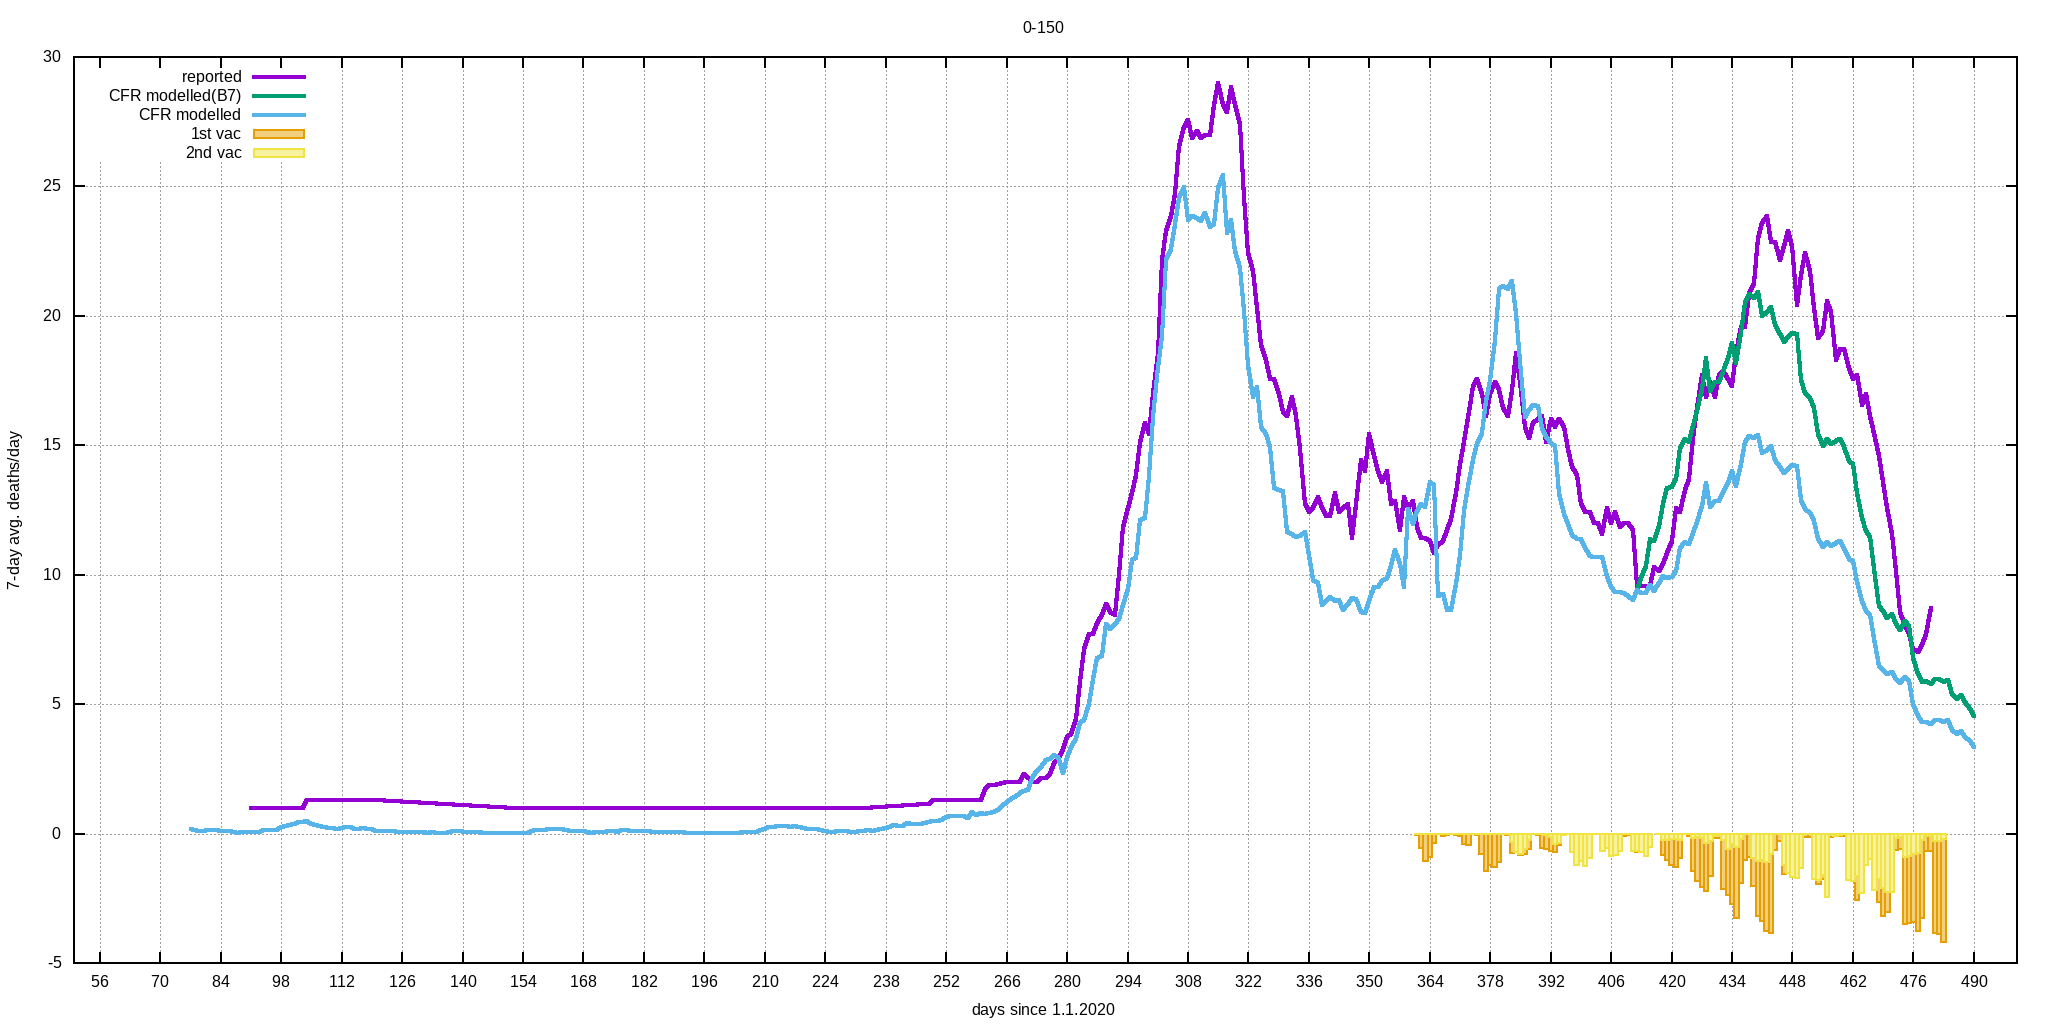 0-150
reported
CFR modelled(B7)
CFR modelled
1st vac
2nd vac
30
25
20
15
10
5
0
-5
7-day avg. deaths/day
56 70 84 98 112 126 140 154 168 182 196 210 224 238 252 266 280 294 308 322 336 350 364 378 392 406 420 434 448 462 476 490
days since 1.1.2020